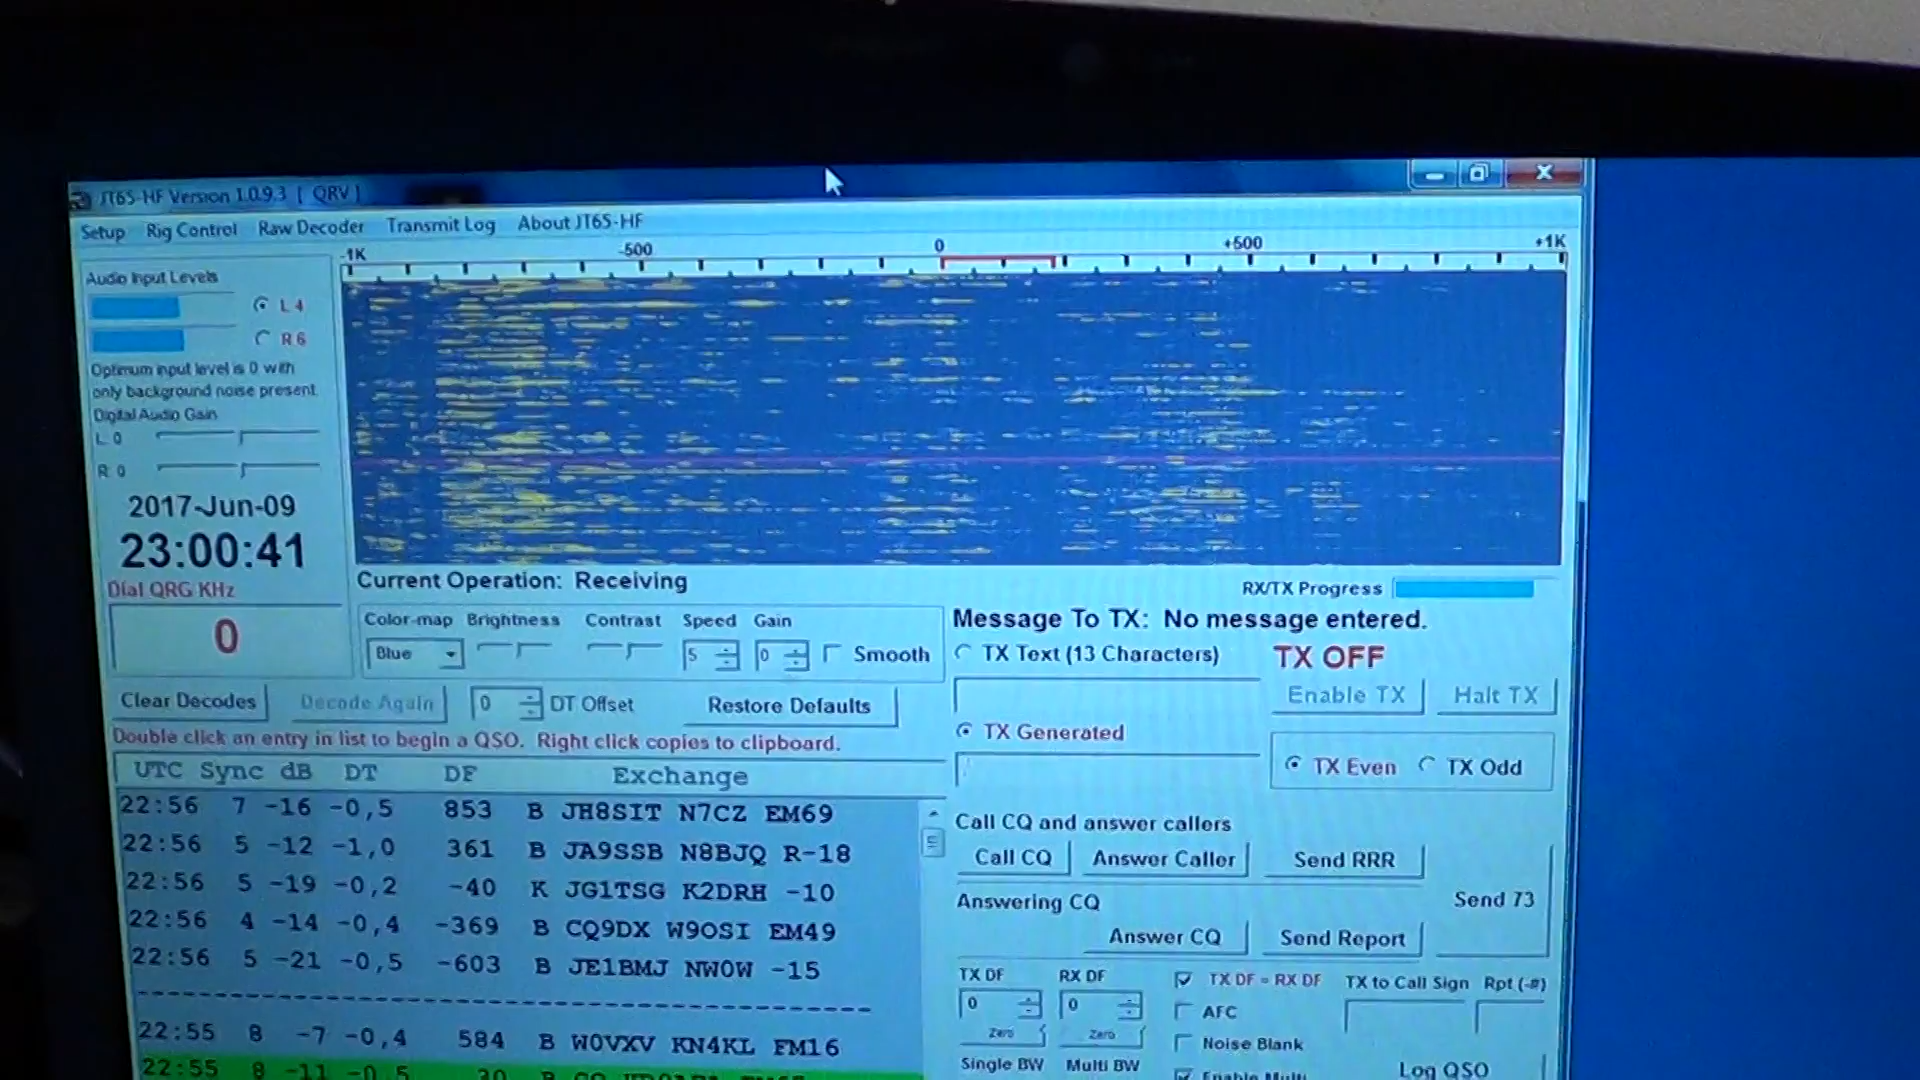 JT65-HF Version 1.0.9.3 [ QRV ]
Setup Rig Control Raw Decoder Transmit Log About JT65-HF
-1K -500 0 +500 +1K
Audio Input Levels
L 4
R 6
Optimum input level is 0 with
only background noise present.
Digital Audio Gain
L 0
R 0
2017-Jun-09
23:00:41
Dial QRG KHz
0
Current Operation: Receiving
RX/TX Progress
Color-map Brightness Contrast Speed Gain
Blue 5 0 Smooth
Message To TX: No message entered.
TX Text (13 Characters) TX OFF
Enable TX Halt TX
Clear Decodes Decode Again 0 DT Offset Restore Defaults
TX Generated
Double click an entry in list to begin a QSO. Right click copies to clipboard.
TX Even TX Odd
UTC Sync dB DT DF Exchange
22:56 7 -16 -0,5 853 B JH8SIT N7CZ EM69
22:56 5 -12 -1,0 361 B JA9SSB N8BJQ R-18
22:56 5 -19 -0,2 -40 K JG1TSG K2DRH -10
22:56 4 -14 -0,4 -369 B CQ9DX W9OSI EM49
22:56 5 -21 -0,5 -603 B JE1BMJ NW0W -15
22:55 8 -7 -0,4 584 B W0VXV KN4KL FM16
22:55 8 -11 -0,5 30 B CQ
Call CQ and answer callers
Call CQ Answer Caller Send RRR
Answering CQ
Send 73
Answer CQ Send Report
TX DF RX DF TX DF = RX DF TX to Call Sign Rpt (-#)
0 0 AFC
Zero Zero
Noise Blank
Single BW Multi BW
Enable Multi
Log QSO